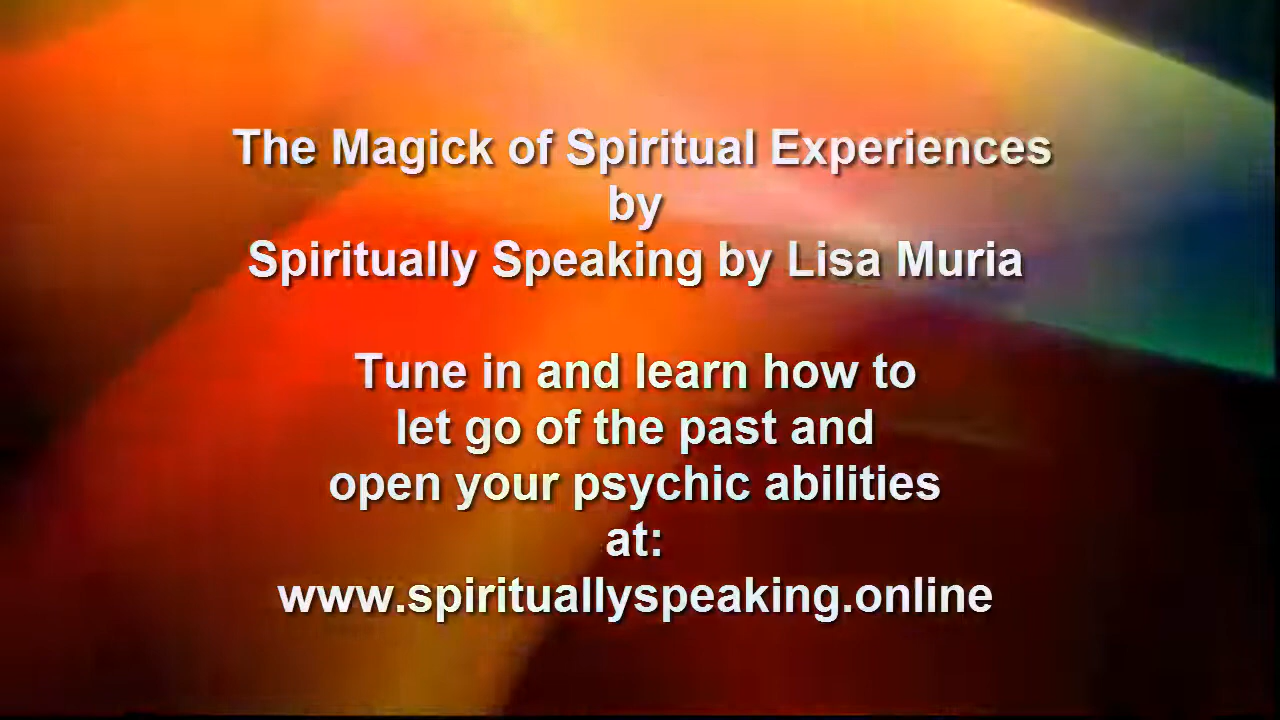 The Magick of Spiritual Experiences
by
Spiritually Speaking by Lisa Muria
Tune in and learn how to
let go of the past and
open your psychic abilities
at:
www.spirituallyspeaking.online